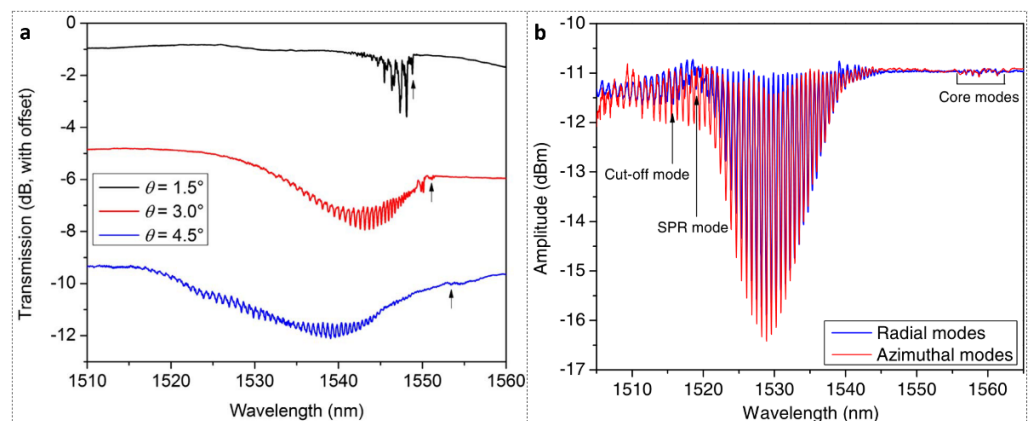 a
0
-2
-4
-6
-8
-10
-12
Transmission (dB, with offset)
θ = 1.5°
θ = 3.0°
θ = 4.5°
1510 1520 1530 1540 1550 1560
Wavelength (nm)
b
-10
-11
-12
-13
-14
-15
-16
-17
Amplitude (dBm)
Core modes
Cut-off mode
SPR mode
Radial modes
Azimuthal modes
1510 1520 1530 1540 1550 1560
Wavelength (nm)